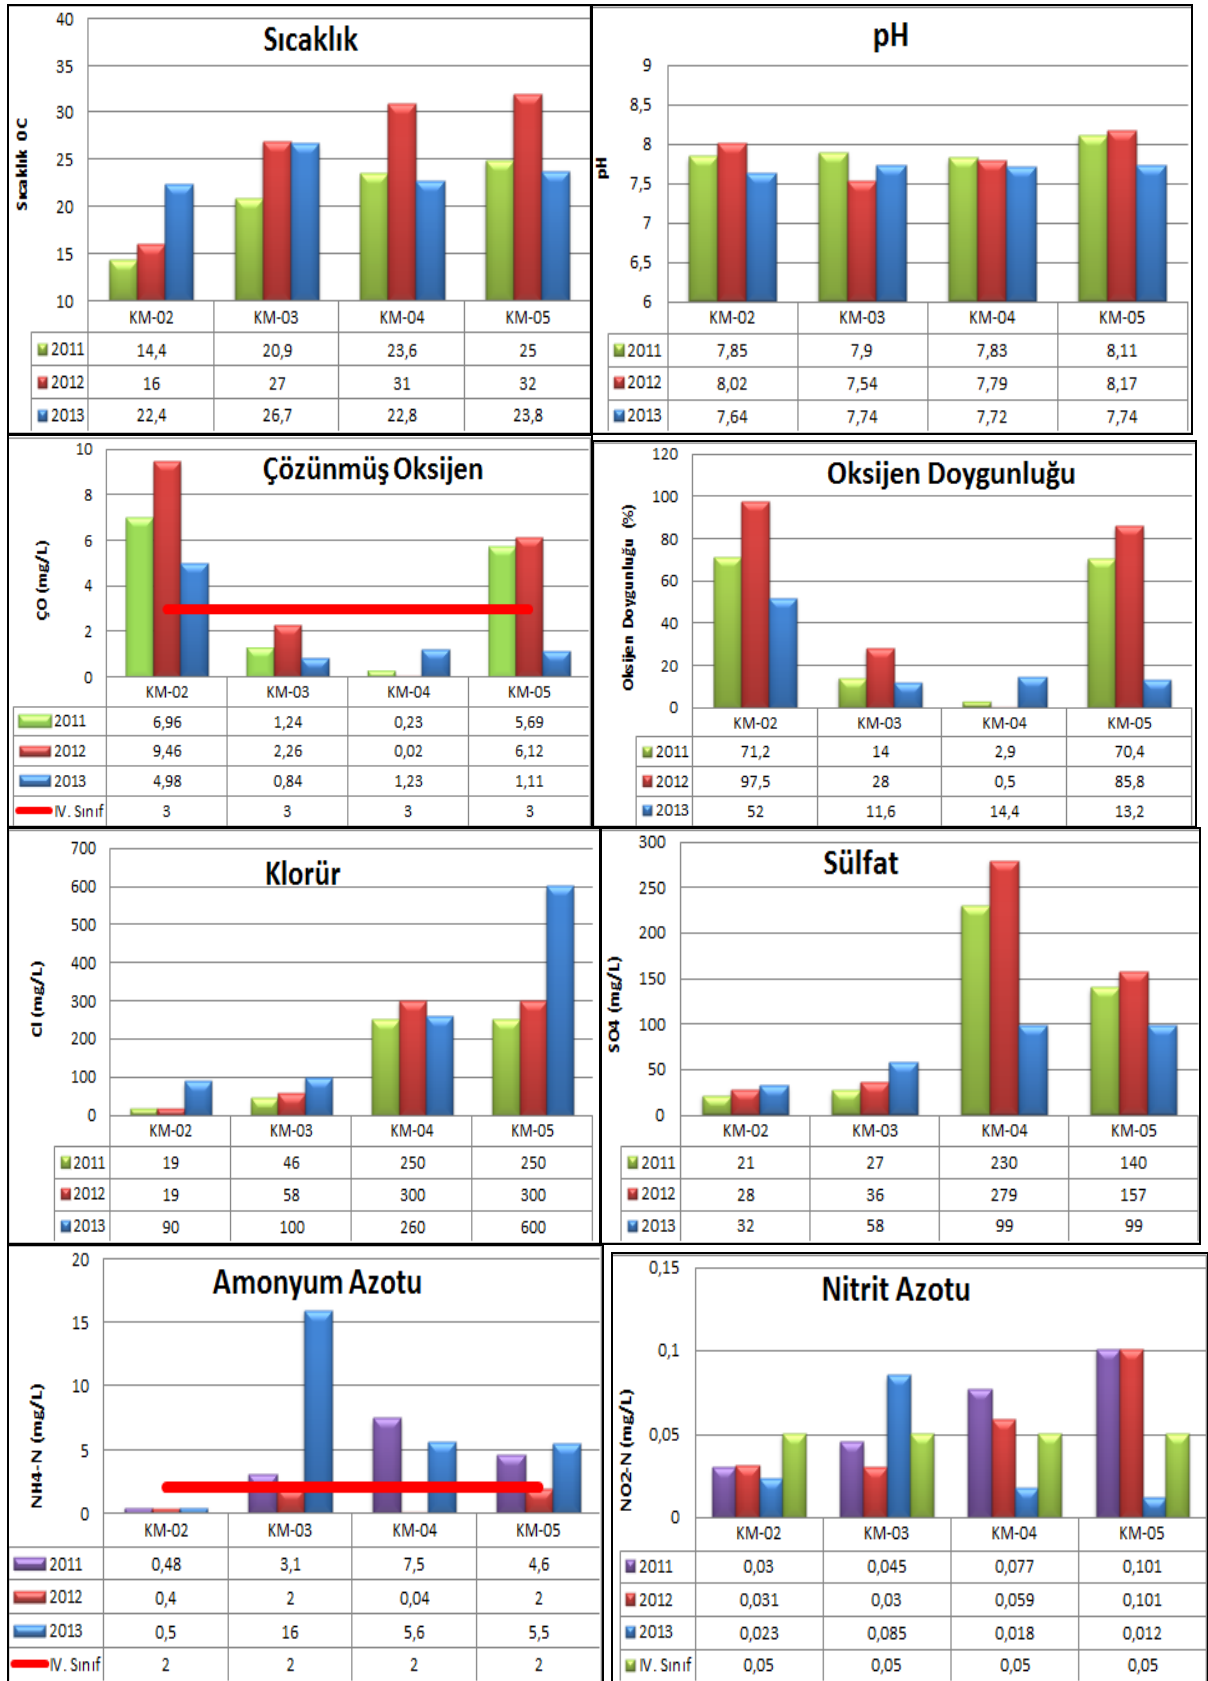 Sıcaklık
Sıcaklık 0C
40
35
30
25
20
15
10
KM-02 KM-03 KM-04 KM-05
2011 14,4 20,9 23,6 25
2012 16 27 31 32
2013 22,4 26,7 22,8 23,8
pH
pH
9
8,5
8
7,5
7
6,5
6
KM-02 KM-03 KM-04 KM-05
2011 7,85 7,9 7,83 8,11
2012 8,02 7,54 7,79 8,17
2013 7,64 7,74 7,72 7,74
Çözünmüş Oksijen
ÇO (mg/L)
10
8
6
4
2
0
KM-02 KM-03 KM-04 KM-05
2011 6,96 1,24 0,23 5,69
2012 9,46 2,26 0,02 6,12
2013 4,98 0,84 1,23 1,11
IV. Sınıf 3 3 3 3
Oksijen Doygunluğu
Oksijen Doygunluğu (%)
120
100
80
60
40
20
0
KM-02 KM-03 KM-04 KM-05
2011 71,2 14 2,9 70,4
2012 97,5 28 0,5 85,8
2013 52 11,6 14,4 13,2
Klorür
Cl (mg/L)
700
600
500
400
300
200
100
0
KM-02 KM-03 KM-04 KM-05
2011 19 46 250 250
2012 19 58 300 300
2013 90 100 260 600
Sülfat
SO4 (mg/L)
300
250
200
150
100
50
0
KM-02 KM-03 KM-04 KM-05
2011 21 27 230 140
2012 28 36 279 157
2013 32 58 99 99
Amonyum Azotu
NH4-N (mg/L)
20
15
10
5
0
KM-02 KM-03 KM-04 KM-05
2011 0,48 3,1 7,5 4,6
2012 0,4 2 0,04 2
2013 0,5 16 5,6 5,5
IV. Sınıf 2 2 2 2
Nitrit Azotu
NO2-N (mg/L)
0,15
0,1
0,05
0
KM-02 KM-03 KM-04 KM-05
2011 0,03 0,045 0,077 0,101
2012 0,031 0,03 0,059 0,101
2013 0,023 0,085 0,018 0,012
IV. Sınıf 0,05 0,05 0,05 0,05